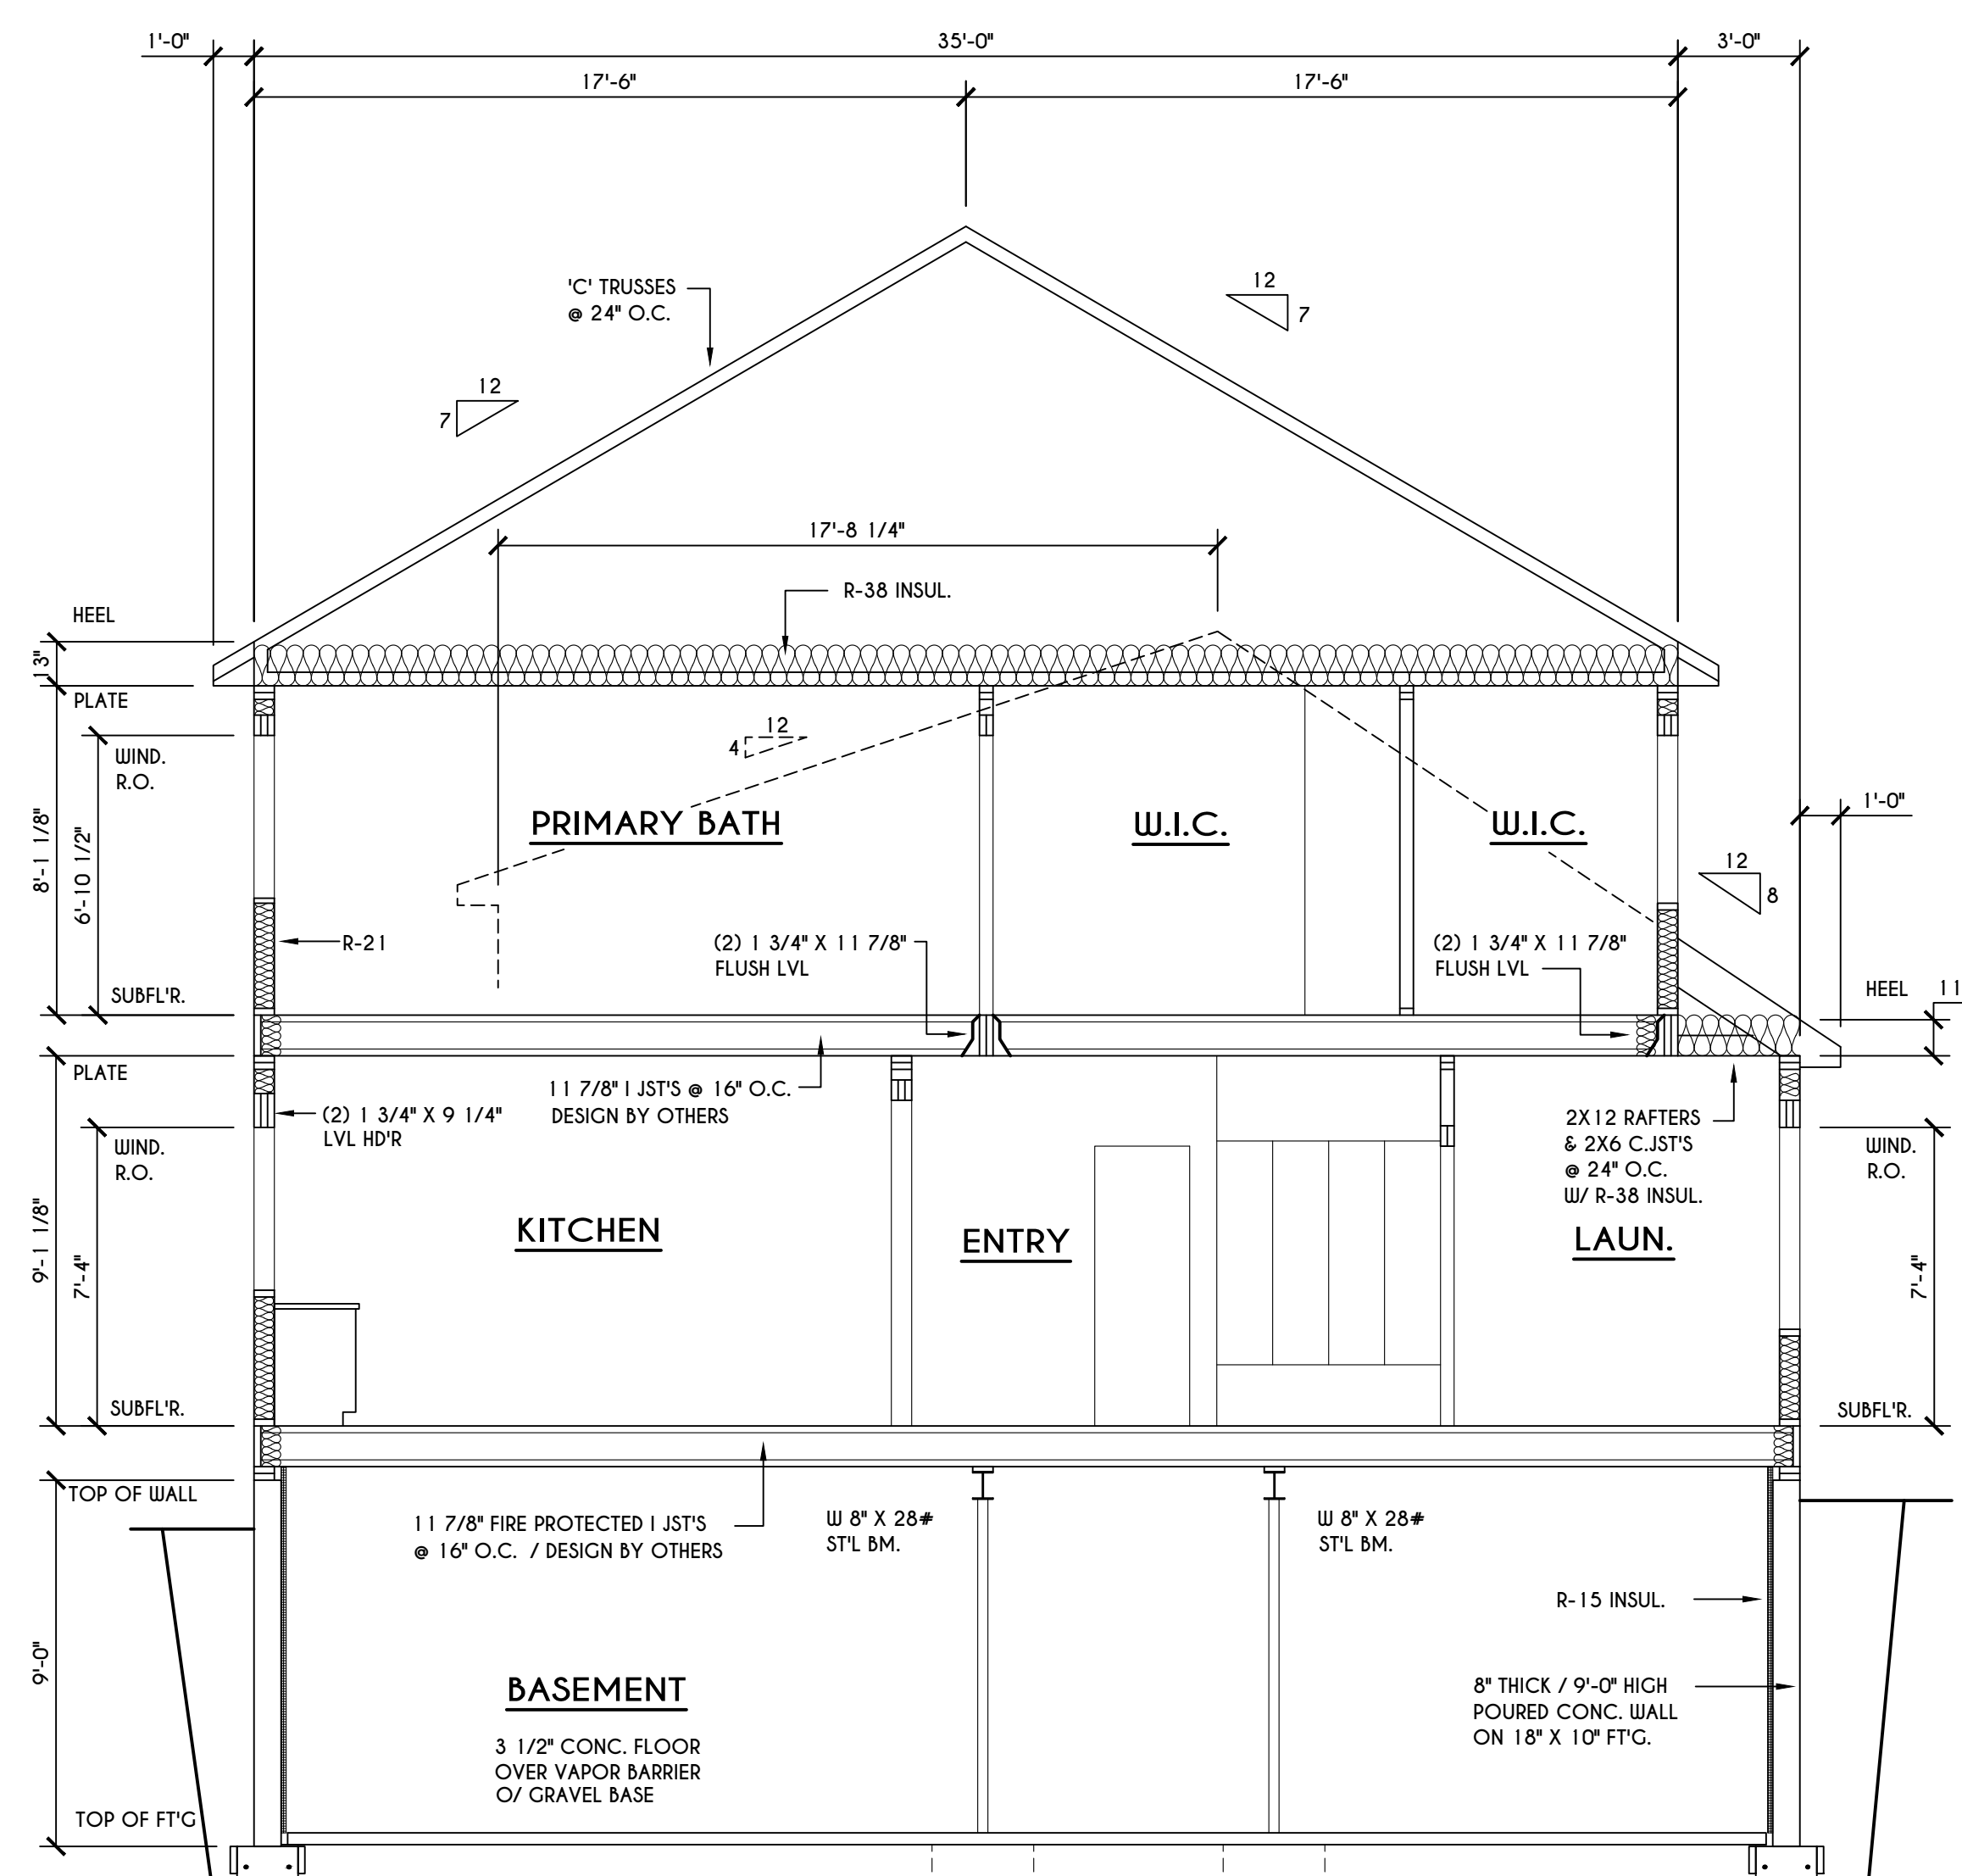 1'-0"
35'-0"
3'-0"
17'-6"
17'-6"
'C' TRUSSES
@ 24" O.C.
12
7
12
7
17'-8 1/4"
R-38 INSUL.
HEEL
13"
PLATE
WIND.
R.O.
8'-1 1/8"
6'-10 1/2"
12
4
PRIMARY BATH
W.I.C.
W.I.C.
1'-0"
12
8
R-21
(2) 1 3/4" X 11 7/8"
FLUSH LVL
(2) 1 3/4" X 11 7/8"
FLUSH LVL
SUBFL'R.
HEEL
11
PLATE
11 7/8" I JST'S @ 16" O.C.
DESIGN BY OTHERS
(2) 1 3/4" X 9 1/4"
LVL HD'R
2X12 RAFTERS
& 2X6 C.JST'S
@ 24" O.C.
W/ R-38 INSUL.
WIND.
R.O.
WIND.
R.O.
9'-1 1/8"
7'-4"
7'-4"
KITCHEN
ENTRY
LAUN.
SUBFL'R.
SUBFL'R.
TOP OF WALL
11 7/8" FIRE PROTECTED I JST'S
@ 16" O.C. / DESIGN BY OTHERS
W 8" X 28#
ST'L BM.
W 8" X 28#
ST'L BM.
R-15 INSUL.
9'-0"
BASEMENT
3 1/2" CONC. FLOOR
OVER VAPOR BARRIER
O/ GRAVEL BASE
8" THICK / 9'-0" HIGH
POURED CONC. WALL
ON 18" X 10" FT'G.
TOP OF FT'G